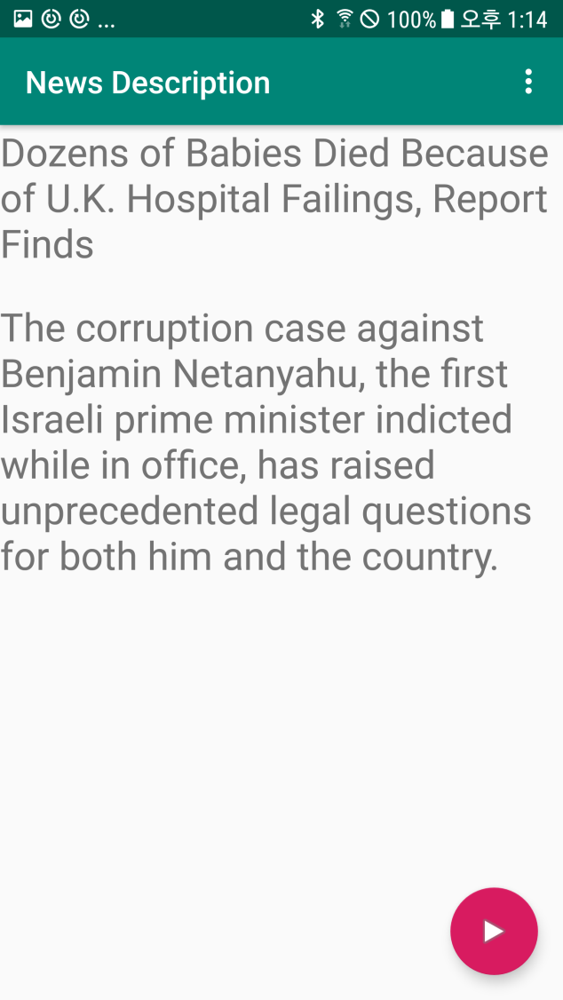 ... 100% 오후 1:14
News Description
Dozens of Babies Died Because
of U.K. Hospital Failings, Report
Finds
The corruption case against
Benjamin Netanyahu, the first
Israeli prime minister indicted
while in office, has raised
unprecedented legal questions
for both him and the country.